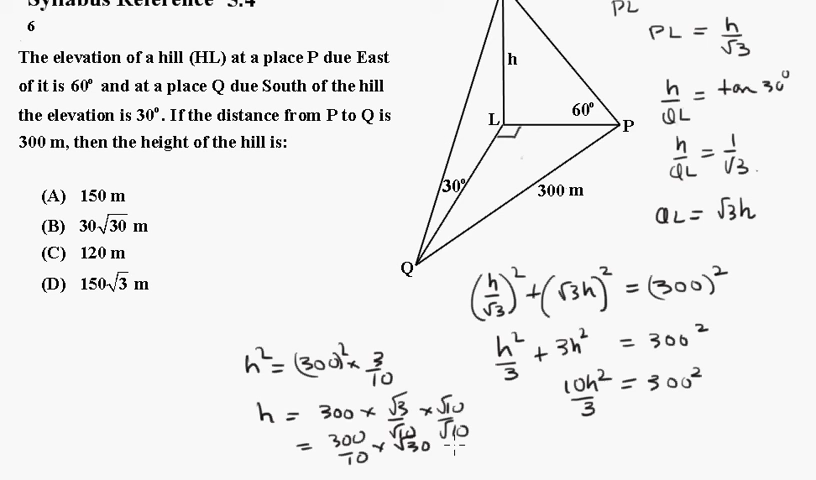 Syllabus Reference 5.4
6
The elevation of a hill (HL) at a place P due East
of it is 60° and at a place Q due South of the hill
the elevation is 30°. If the distance from P to Q is
300 m, then the height of the hill is:
(A) 150 m
(B) 30√30 m
(C) 120 m
(D) 150√3 m
h
L
60°
P
30°
300 m
Q
PL
PL = h/√3
h/QL = tan 30°
h/QL = 1/√3.
QL = √3h
(h/√3)² + (√3h)² = (300)²
h²/3 + 3h² = 300²
10h²/3 = 300²
h² = (300)² × 3/10
h = 300 × √3/√10 × √10/√10
= 300/10 × √30